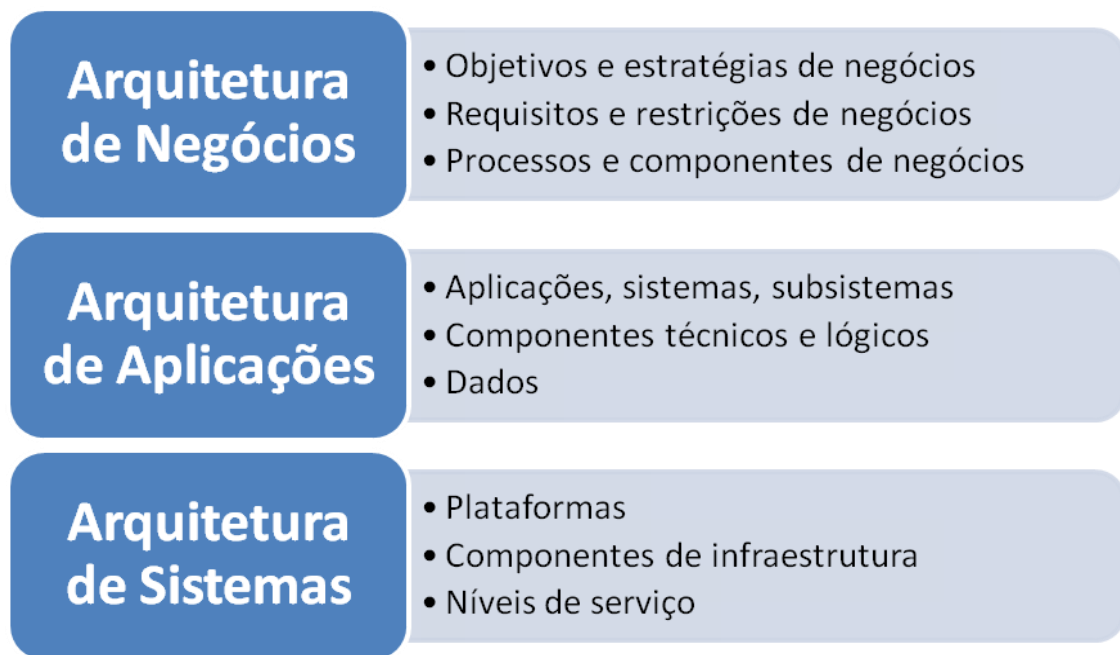 Arquitetura
de Negócios
• Objetivos e estratégias de negócios
• Requisitos e restrições de negócios
• Processos e componentes de negócios
Arquitetura
de Aplicações
• Aplicações, sistemas, subsistemas
• Componentes técnicos e lógicos
• Dados
Arquitetura
de Sistemas
• Plataformas
• Componentes de infraestrutura
• Níveis de serviço